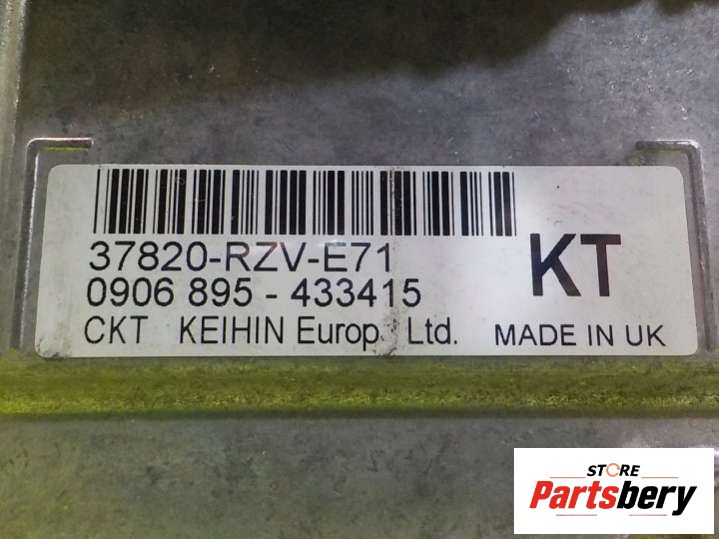 37820-RZV-E71
KT
0906 895 - 433415
CKT KEIHIN Europ. Ltd. MADE IN UK
STORE
Partsbery